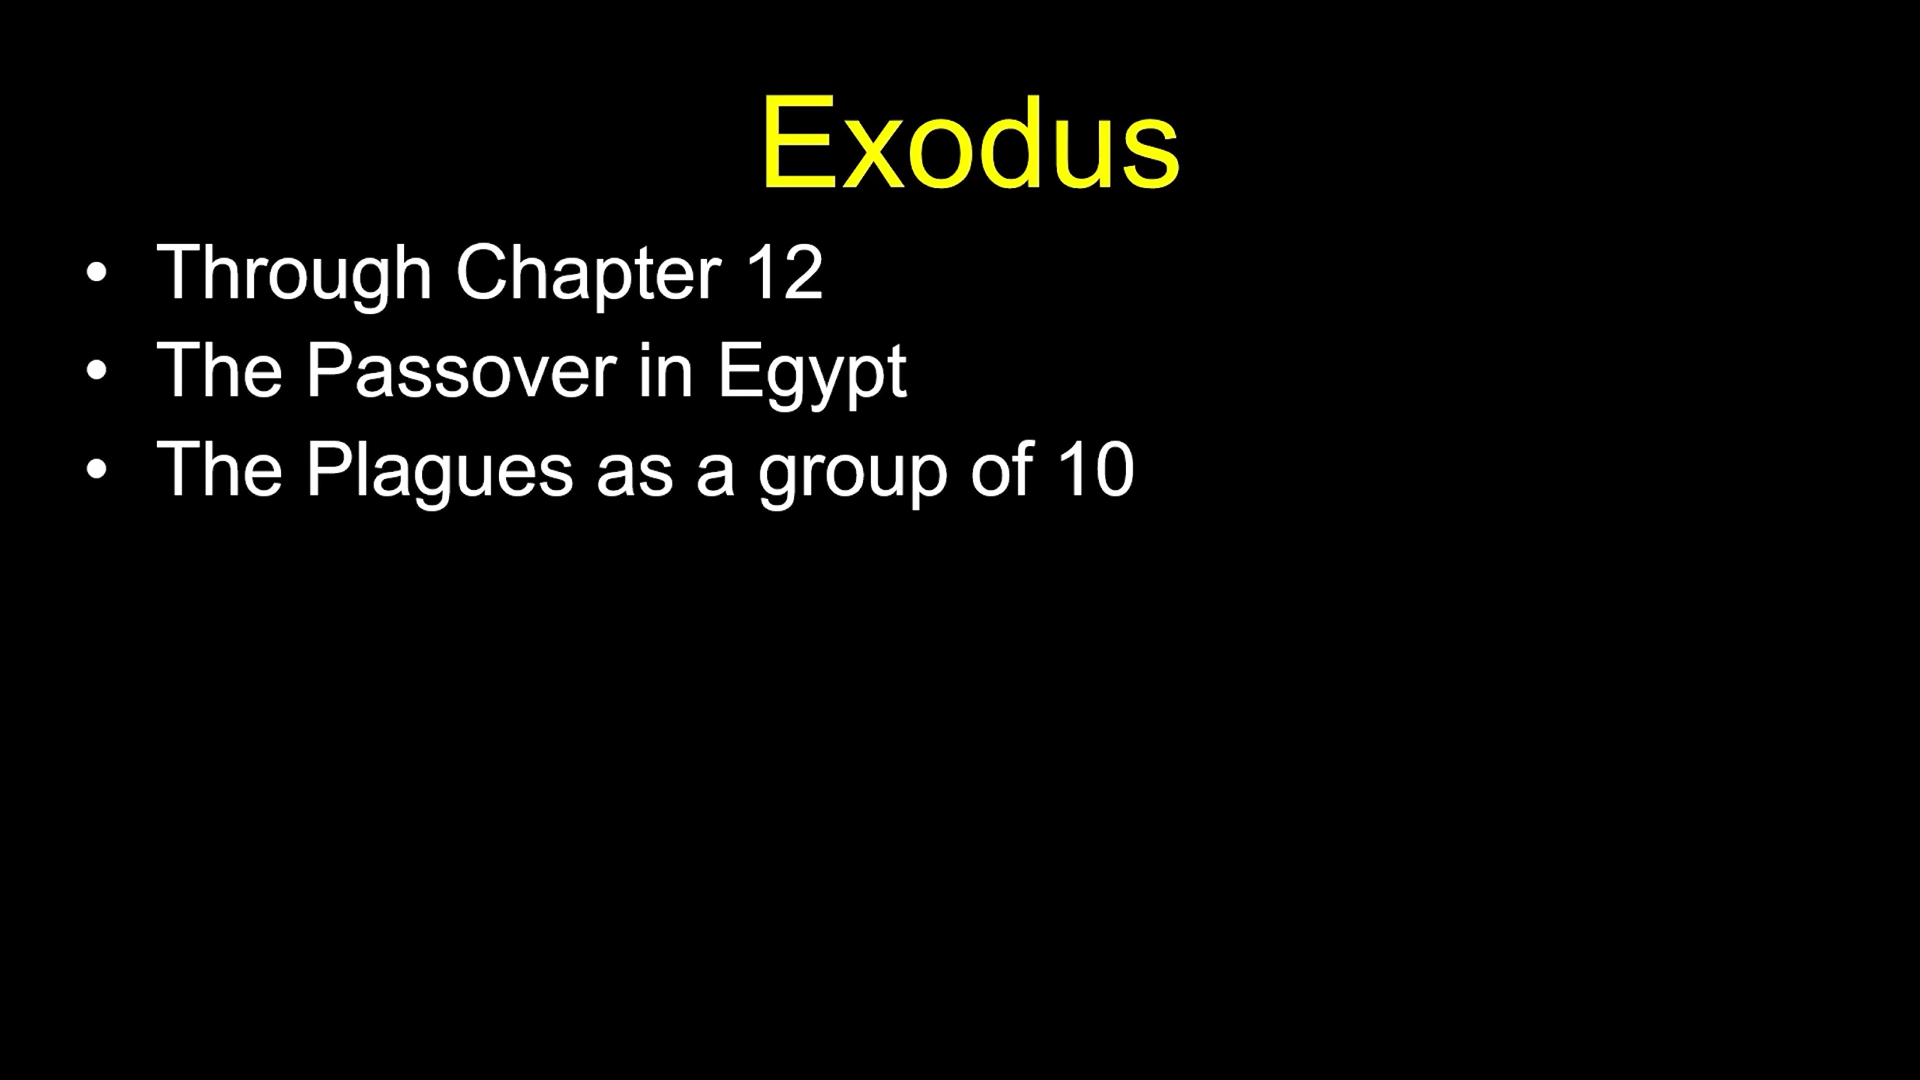 Exodus
• Through Chapter 12
• The Passover in Egypt
• The Plagues as a group of 10